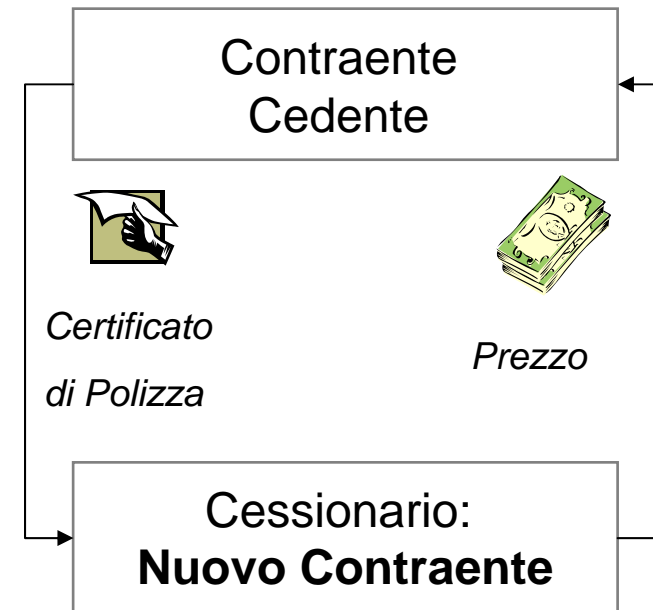 Contraente
Cedente
Certificato
di Polizza
Prezzo
Cessionario:
Nuovo Contraente